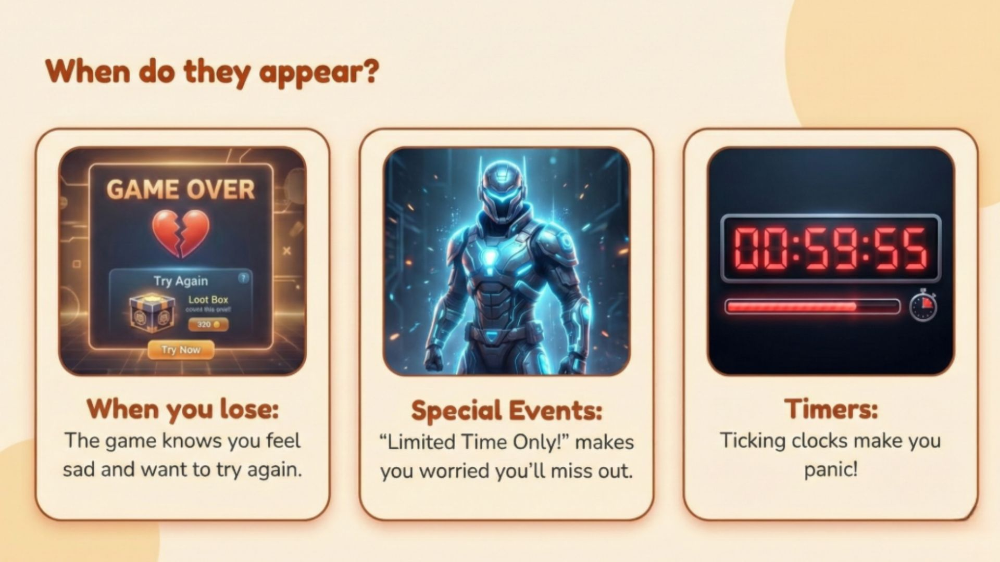 When do they appear?
GAME OVER
Try Again
?
Loot Box
320
Try Now
When you lose:
The game knows you feel
sad and want to try again.
Special Events:
“Limited Time Only!” makes
you worried you’ll miss out.
00:59:55
Timers:
Ticking clocks make you
panic!